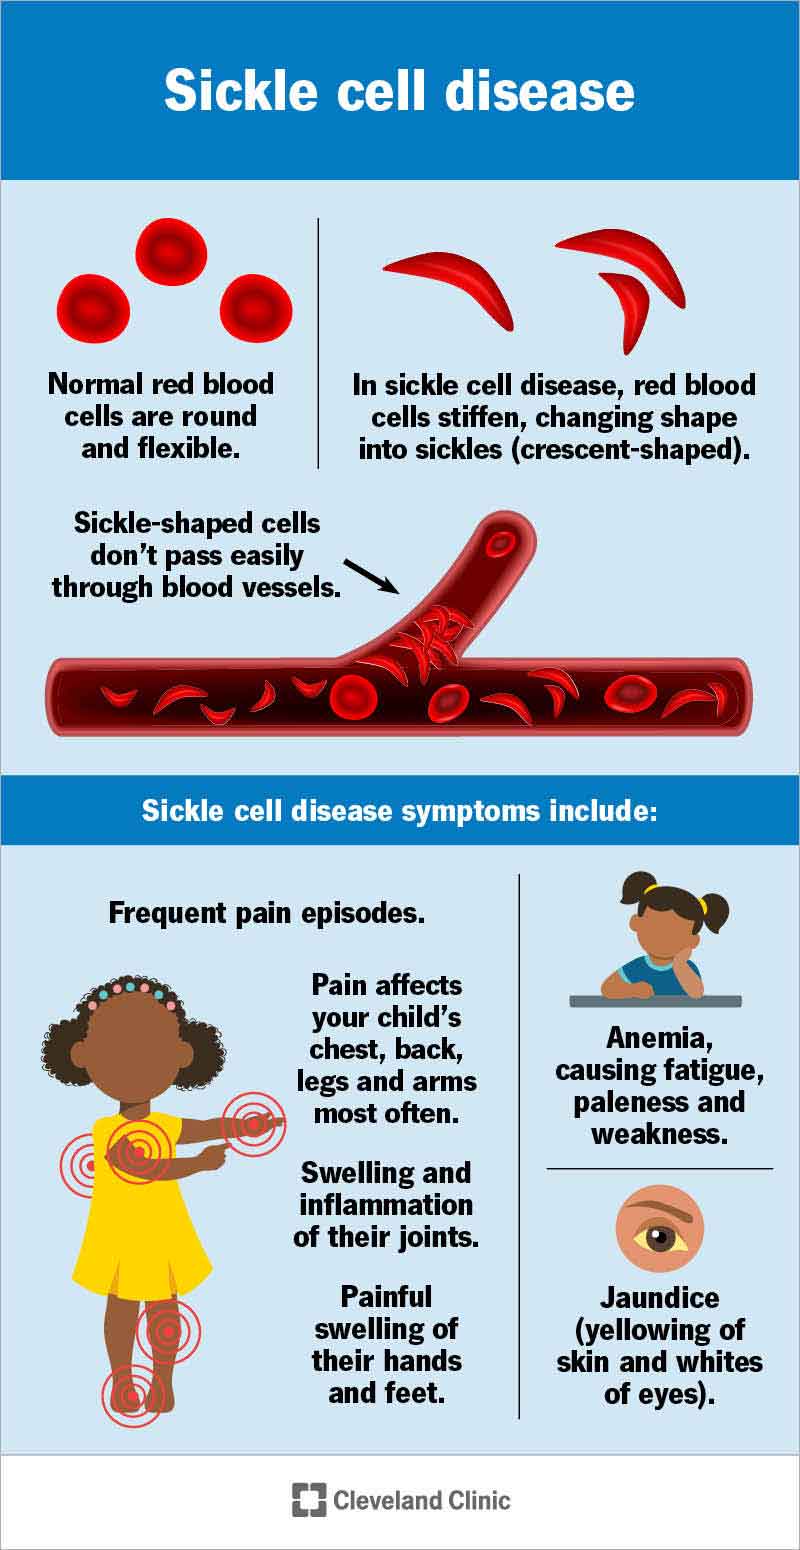 Sickle cell disease
Normal red blood
cells are round
and flexible.
In sickle cell disease, red blood
cells stiffen, changing shape
into sickles (crescent-shaped).
Sickle-shaped cells
don’t pass easily
through blood vessels.
Sickle cell disease symptoms include:
Frequent pain episodes.
Pain affects
your child’s
chest, back,
legs and arms
most often.
Swelling and
inflammation
of their joints.
Painful
swelling of
their hands
and feet.
Anemia,
causing fatigue,
paleness and
weakness.
Jaundice
(yellowing of
skin and whites
of eyes).
Cleveland Clinic